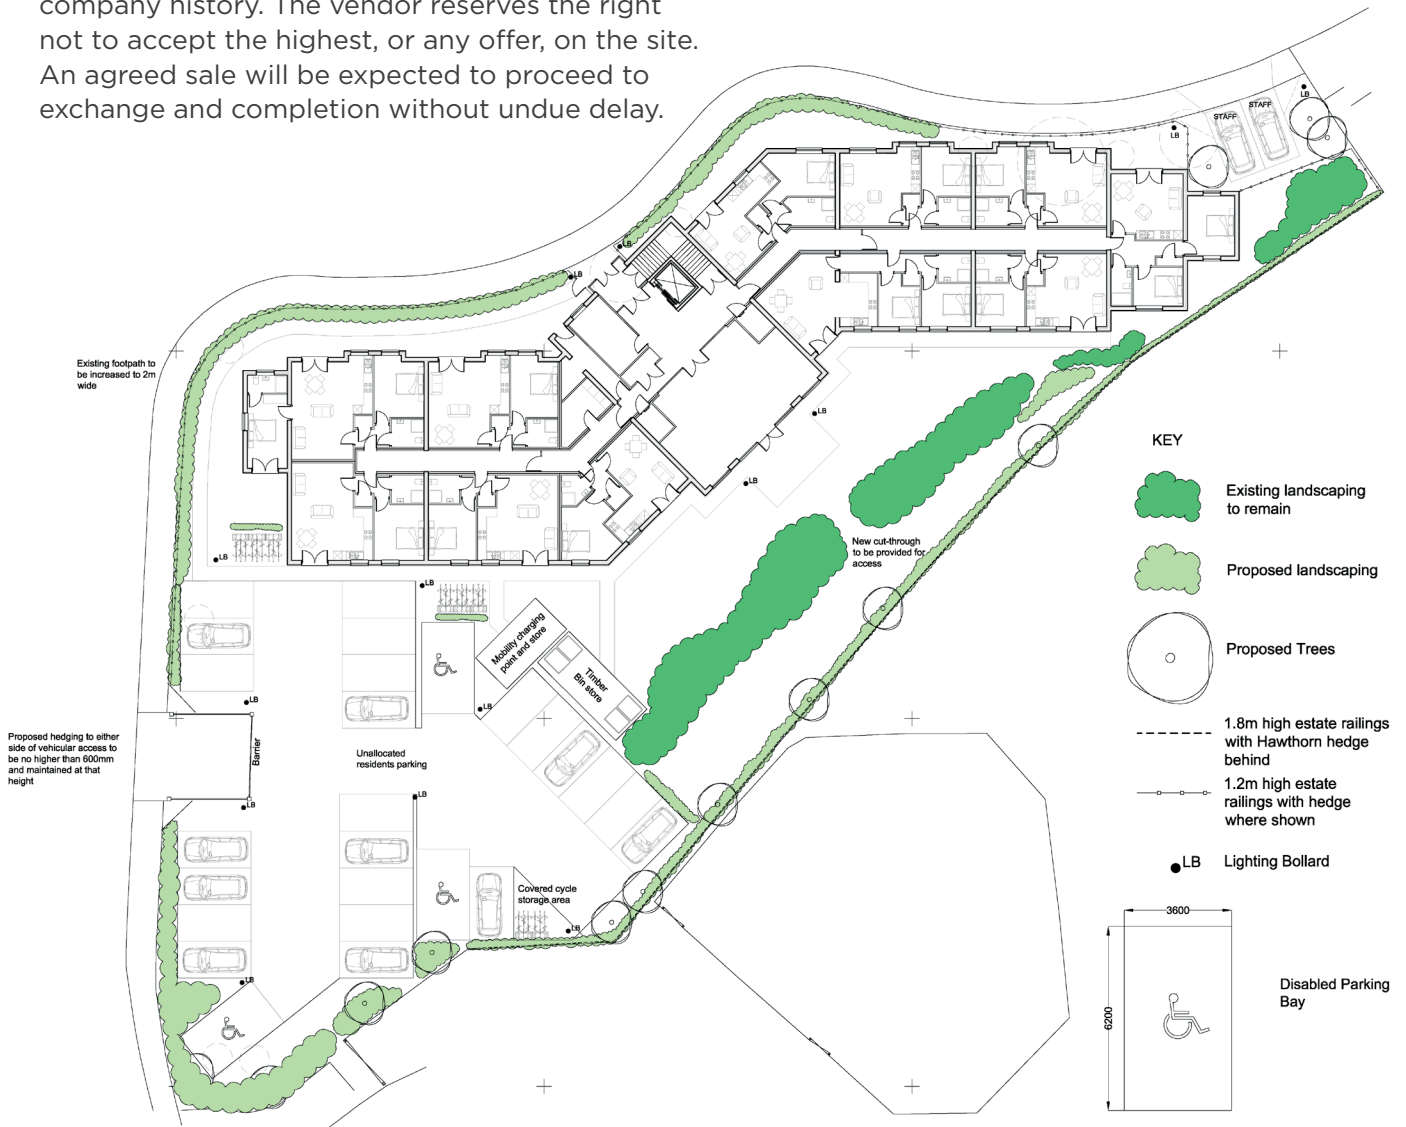 company history. The vendor reserves the right
not to accept the highest, or any offer, on the site.
An agreed sale will be expected to proceed to
exchange and completion without undue delay.
LB
STAFF
STAFF
LB
LB
LB
Existing footpath to
be increased to 2m
wide
LB
LB
KEY
Existing landscaping
to remain
New cut-through
to be provided for
access
LB
LB
Proposed landscaping
Mobility charging
point and store
Timber
Bin store
Proposed Trees
LB
LB
Proposed hedging to either
side of vehicular access to
be no higher than 600mm
and maintained at that
height
Barrier
Unallocated
residents parking
1.8m high estate railings
with Hawthorn hedge
behind
1.2m high estate
railings with hedge
where shown
LB
LB
LB
Lighting Bollard
Covered cycle
storage area
LB
3600
6200
Disabled Parking
Bay
LB